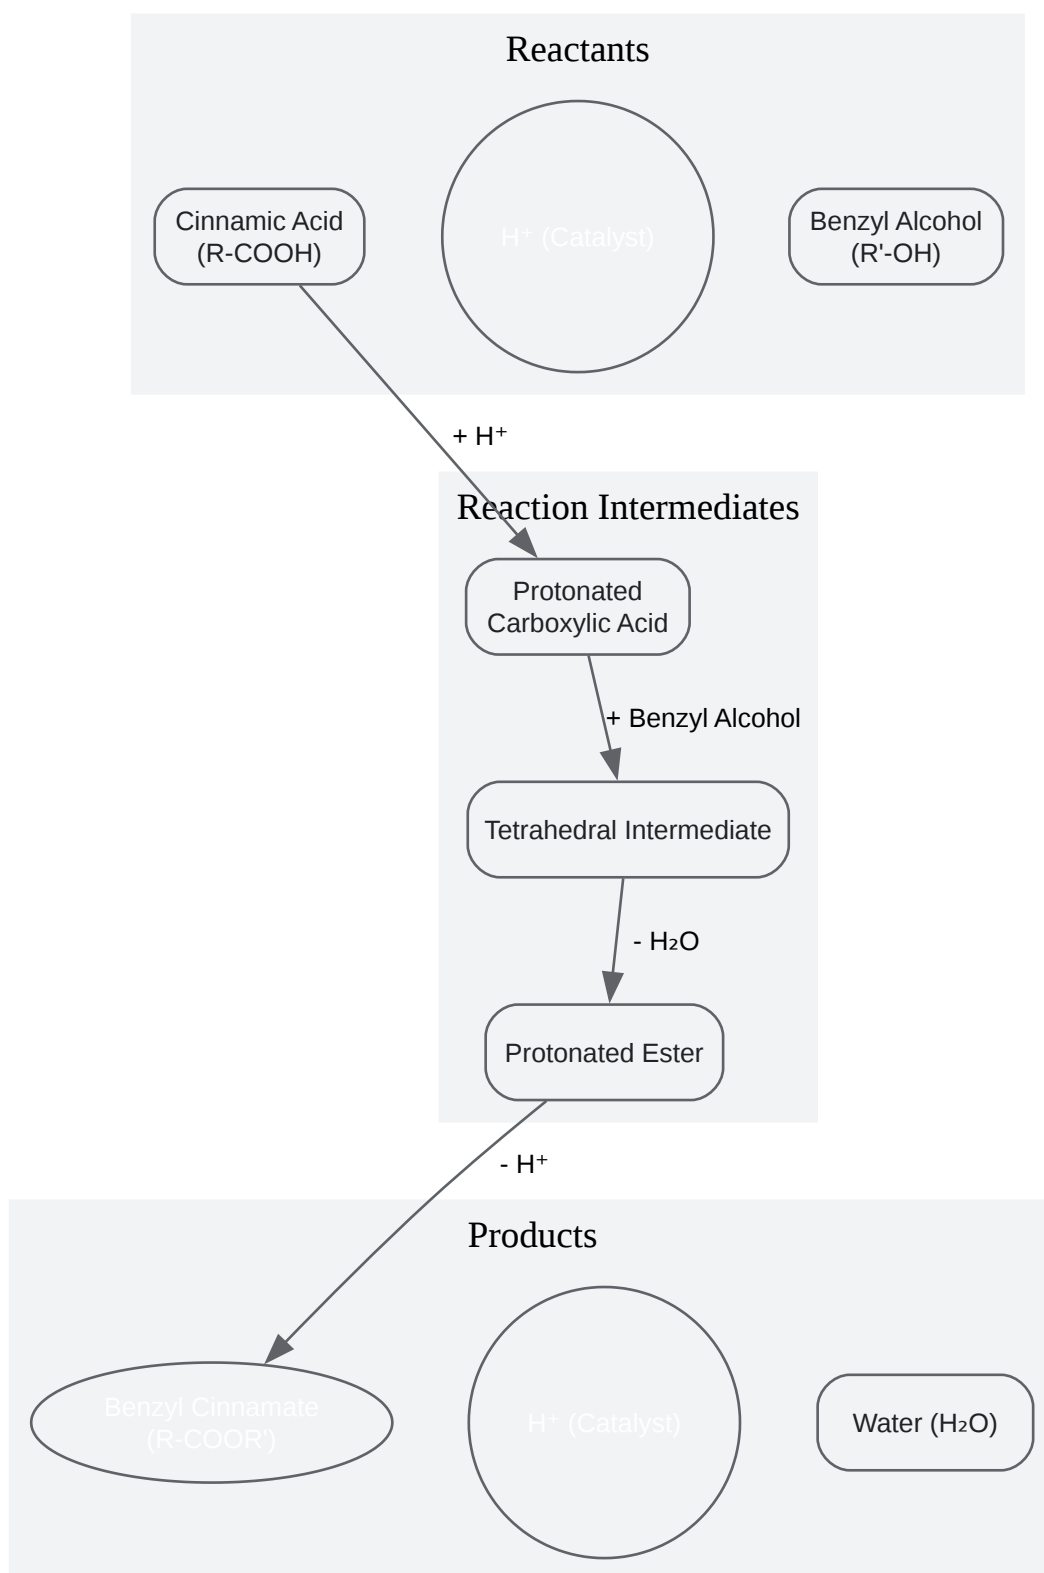 Reactants
Cinnamic Acid
(R-COOH)
H⁺ (Catalyst)
Benzyl Alcohol
(R'-OH)
+ H⁺
Reaction Intermediates
Protonated
Carboxylic Acid
+ Benzyl Alcohol
Tetrahedral Intermediate
- H₂O
Protonated Ester
- H⁺
Products
Benzyl Cinnamate
(R-COOR')
H⁺ (Catalyst)
Water (H₂O)